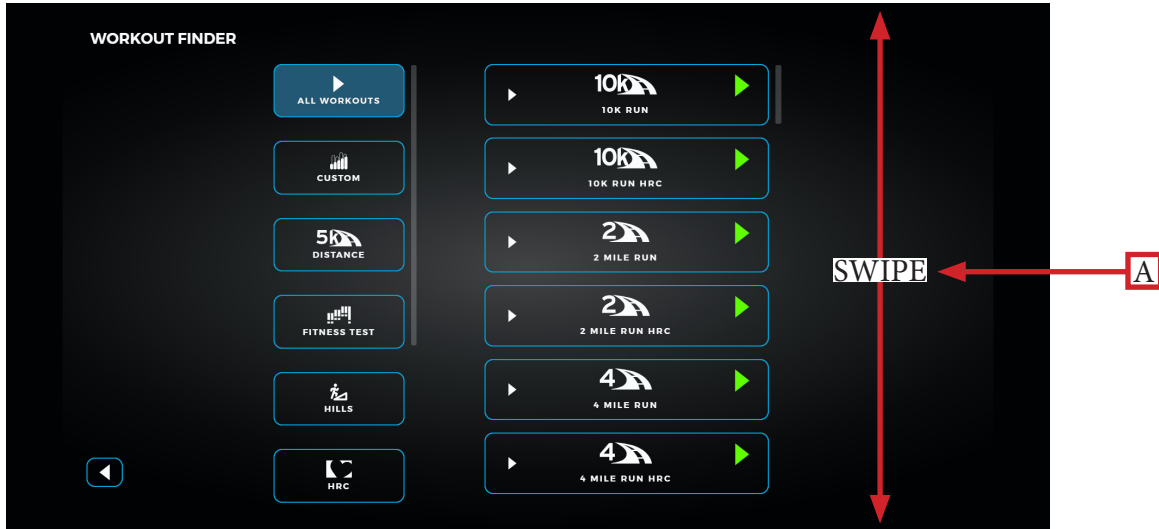 WORKOUT FINDER
ALL WORKOUTS
CUSTOM
5K
DISTANCE
FITNESS TEST
HILLS
HRC
10K
10K RUN
10K
10K RUN HRC
2
2 MILE RUN
2
2 MILE RUN HRC
4
4 MILE RUN
4
4 MILE RUN HRC
SWIPE
A